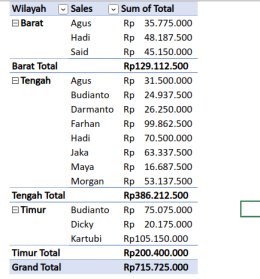 Wilayah Sales Sum of Total
Barat Agus Rp 35.775.000
Hadi Rp 48.187.500
Said Rp 45.150.000
Barat Total Rp129.112.500
Tengah Agus Rp 31.500.000
Budianto Rp 24.937.500
Darmanto Rp 26.250.000
Farhan Rp 99.862.500
Hadi Rp 70.500.000
Jaka Rp 63.337.500
Maya Rp 16.687.500
Morgan Rp 53.137.500
Tengah Total Rp386.212.500
Timur Budianto Rp 75.075.000
Dicky Rp 20.175.000
Kartubi Rp105.150.000
Timur Total Rp200.400.000
Grand Total Rp715.725.000